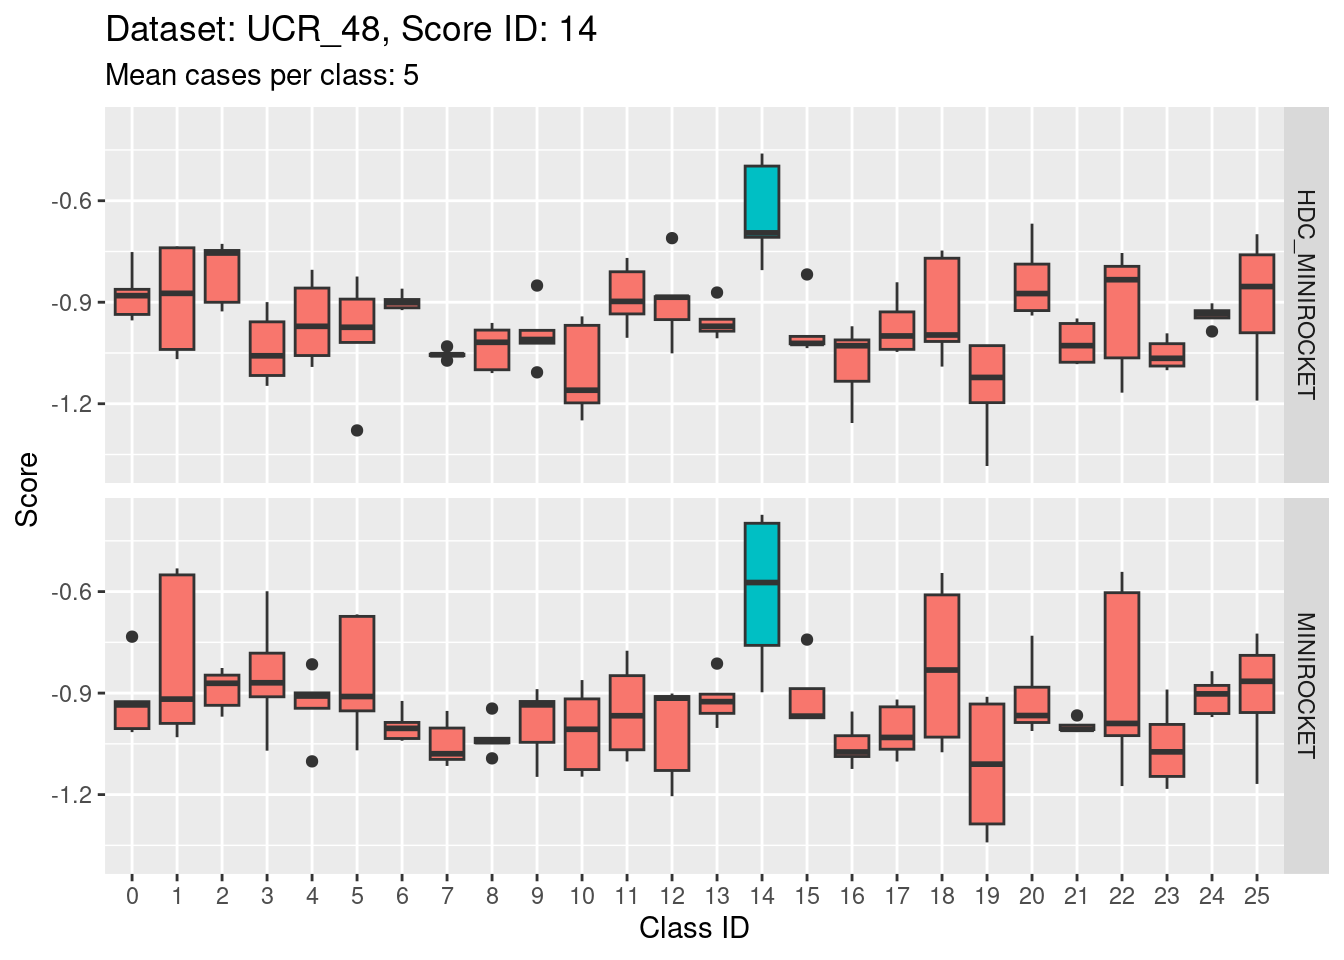 Dataset: UCR_48, Score ID: 14
Mean cases per class: 5
Score
-0.6
-0.9
-1.2
HDC_MINIROCKET
-0.6
-0.9
-1.2
MINIROCKET
0 1 2 3 4 5 6 7 8 9 10 11 12 13 14 15 16 17 18 19 20 21 22 23 24 25
Class ID